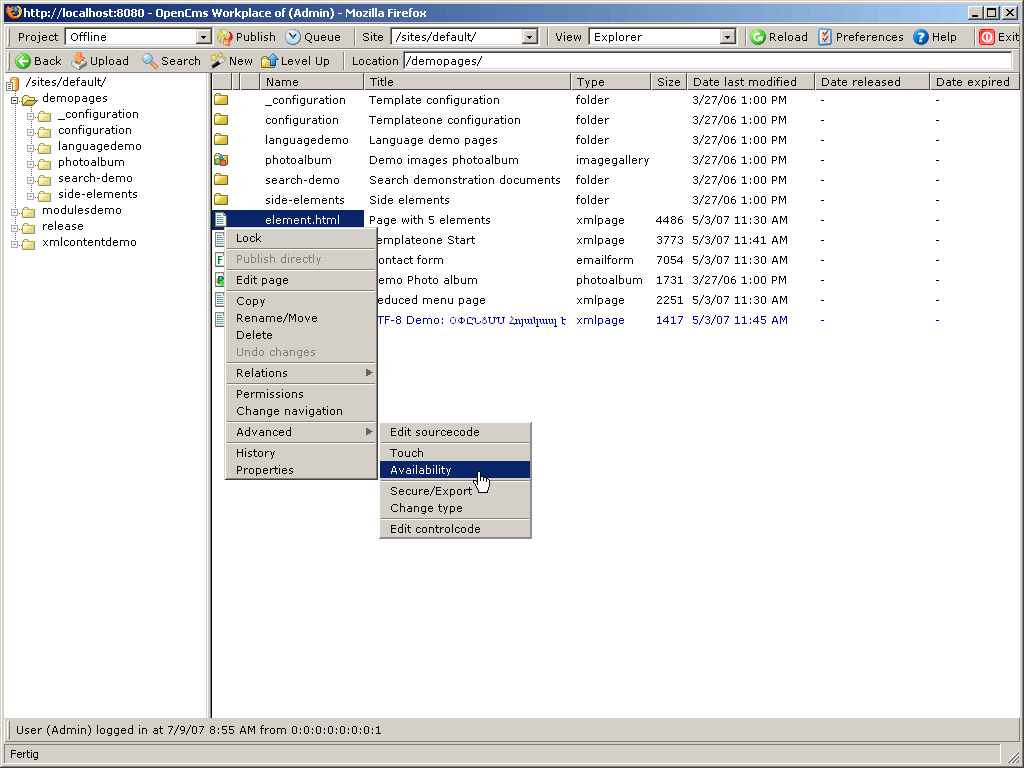 http://localhost:8080 - OpenCms Workplace of (Admin) - Mozilla Firefox
Project Offline Publish Queue Site /sites/default/ View Explorer Reload Preferences Help Exit
Back Upload Search New Level Up Location /demopages/
/sites/default/
demopages
_configuration
configuration
languagedemo
photoalbum
search-demo
side-elements
modulesdemo
release
xmlcontentdemo
Name Title Type Size Date last modified Date released Date expired
_configuration Template configuration folder 3/27/06 1:00 PM - -
configuration Templateone configuration folder 3/27/06 1:00 PM - -
languagedemo Language demo pages folder 3/27/06 1:00 PM - -
photoalbum Demo images photoalbum imagegallery 3/27/06 1:00 PM - -
search-demo Search demonstration documents folder 3/27/06 1:00 PM - -
side-elements Side elements folder 3/27/06 1:00 PM - -
element.html Page with 5 elements xmlpage 4486 5/3/07 11:30 AM - -
emplateone Start xmlpage 3773 5/3/07 11:41 AM - -
ontact form emailform 7054 5/3/07 11:30 AM - -
emo Photo album photoalbum 1731 3/27/06 1:00 PM - -
educed menu page xmlpage 2251 5/3/07 11:30 AM - -
TF-8 Demo: xmlpage 1417 5/3/07 11:45 AM - -
Lock
Publish directly
Edit page
Copy
Rename/Move
Delete
Undo changes
Relations
Permissions
Change navigation
Advanced
History
Properties
Edit sourcecode
Touch
Availability
Secure/Export
Change type
Edit controlcode
User (Admin) logged in at 7/9/07 8:55 AM from 0:0:0:0:0:0:0:1
Fertig